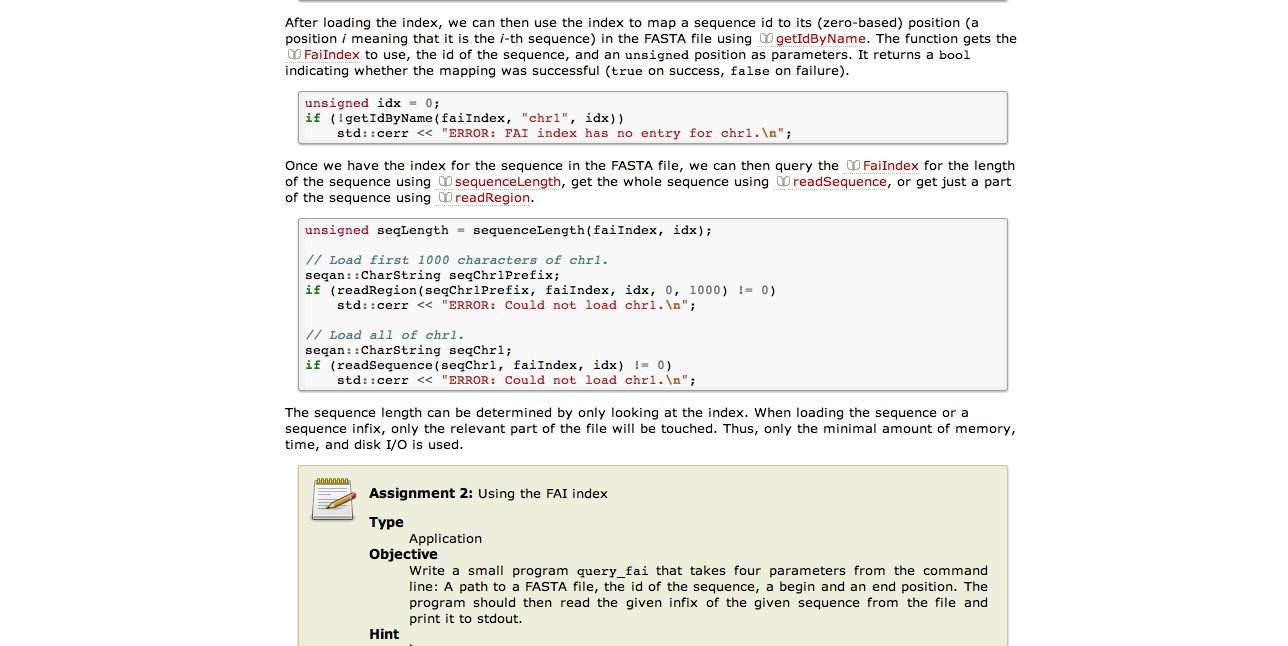 After loading the index, we can then use the index to map a sequence id to its (zero-based) position (a
position i meaning that it is the i-th sequence) in the FASTA file using getIdByName. The function gets the
FaiIndex to use, the id of the sequence, and an unsigned position as parameters. It returns a bool
indicating whether the mapping was successful (true on success, false on failure).
unsigned idx = 0;
if (!getIdByName(faiIndex, "chr1", idx))
    std::cerr << "ERROR: FAI index has no entry for chr1.\n";
Once we have the index for the sequence in the FASTA file, we can then query the FaiIndex for the length
of the sequence using sequenceLength, get the whole sequence using readSequence, or get just a part
of the sequence using readRegion.
unsigned seqLength = sequenceLength(faiIndex, idx);
// Load first 1000 characters of chr1.
seqan::CharString seqChr1Prefix;
if (readRegion(seqChr1Prefix, faiIndex, idx, 0, 1000) != 0)
    std::cerr << "ERROR: Could not load chr1.\n";
// Load all of chr1.
seqan::CharString seqChr1;
if (readSequence(seqChr1, faiIndex, idx) != 0)
    std::cerr << "ERROR: Could not load chr1.\n";
The sequence length can be determined by only looking at the index. When loading the sequence or a
sequence infix, only the relevant part of the file will be touched. Thus, only the minimal amount of memory,
time, and disk I/O is used.
Assignment 2: Using the FAI index
Type
Application
Objective
Write a small program query_fai that takes four parameters from the command
line: A path to a FASTA file, the id of the sequence, a begin and an end position. The
program should then read the given infix of the given sequence from the file and
print it to stdout.
Hint